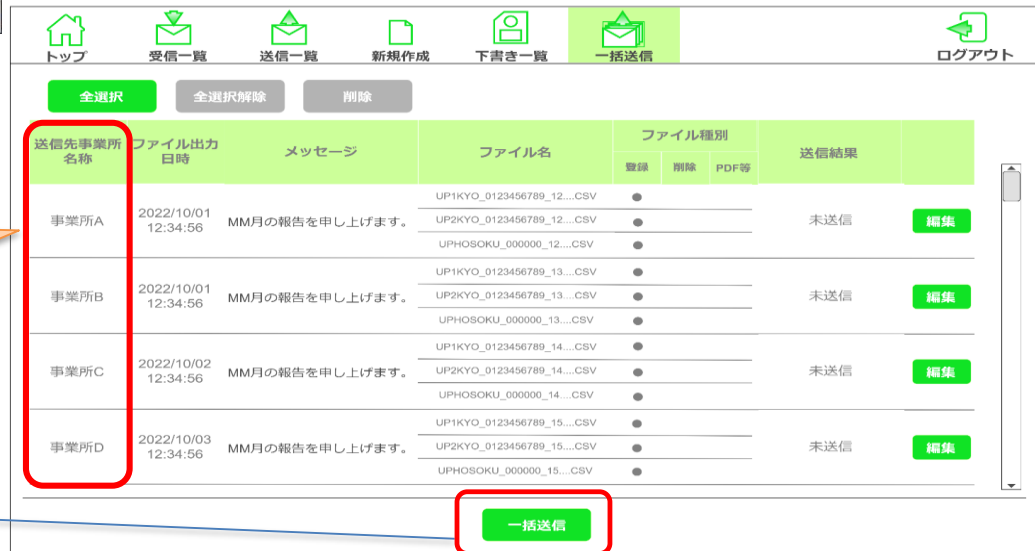 トップ
受信一覧
送信一覧
新規作成
下書き一覧
一括送信
ログアウト
全選択
全選択解除
削除
送信先事業所
名称
ファイル出力
日時
メッセージ
ファイル名
ファイル種別
登録
削除
PDF等
送信結果
事業所A
2022/10/01
12:34:56
MM月の報告を申し上げます。
UP1KYO_0123456789_12....CSV
UP2KYO_0123456789_12....CSV
UPHOSOKU_000000_12....CSV
未送信
編集
事業所B
2022/10/01
12:34:56
MM月の報告を申し上げます。
UP1KYO_0123456789_13....CSV
UP2KYO_0123456789_13....CSV
UPHOSOKU_000000_13....CSV
未送信
編集
事業所C
2022/10/02
12:34:56
MM月の報告を申し上げます。
UP1KYO_0123456789_14....CSV
UP2KYO_0123456789_14....CSV
UPHOSOKU_000000_14....CSV
未送信
編集
事業所D
2022/10/03
12:34:56
MM月の報告を申し上げます。
UP1KYO_0123456789_15....CSV
UP2KYO_0123456789_15....CSV
UPHOSOKU_000000_15....CSV
未送信
編集
一括送信